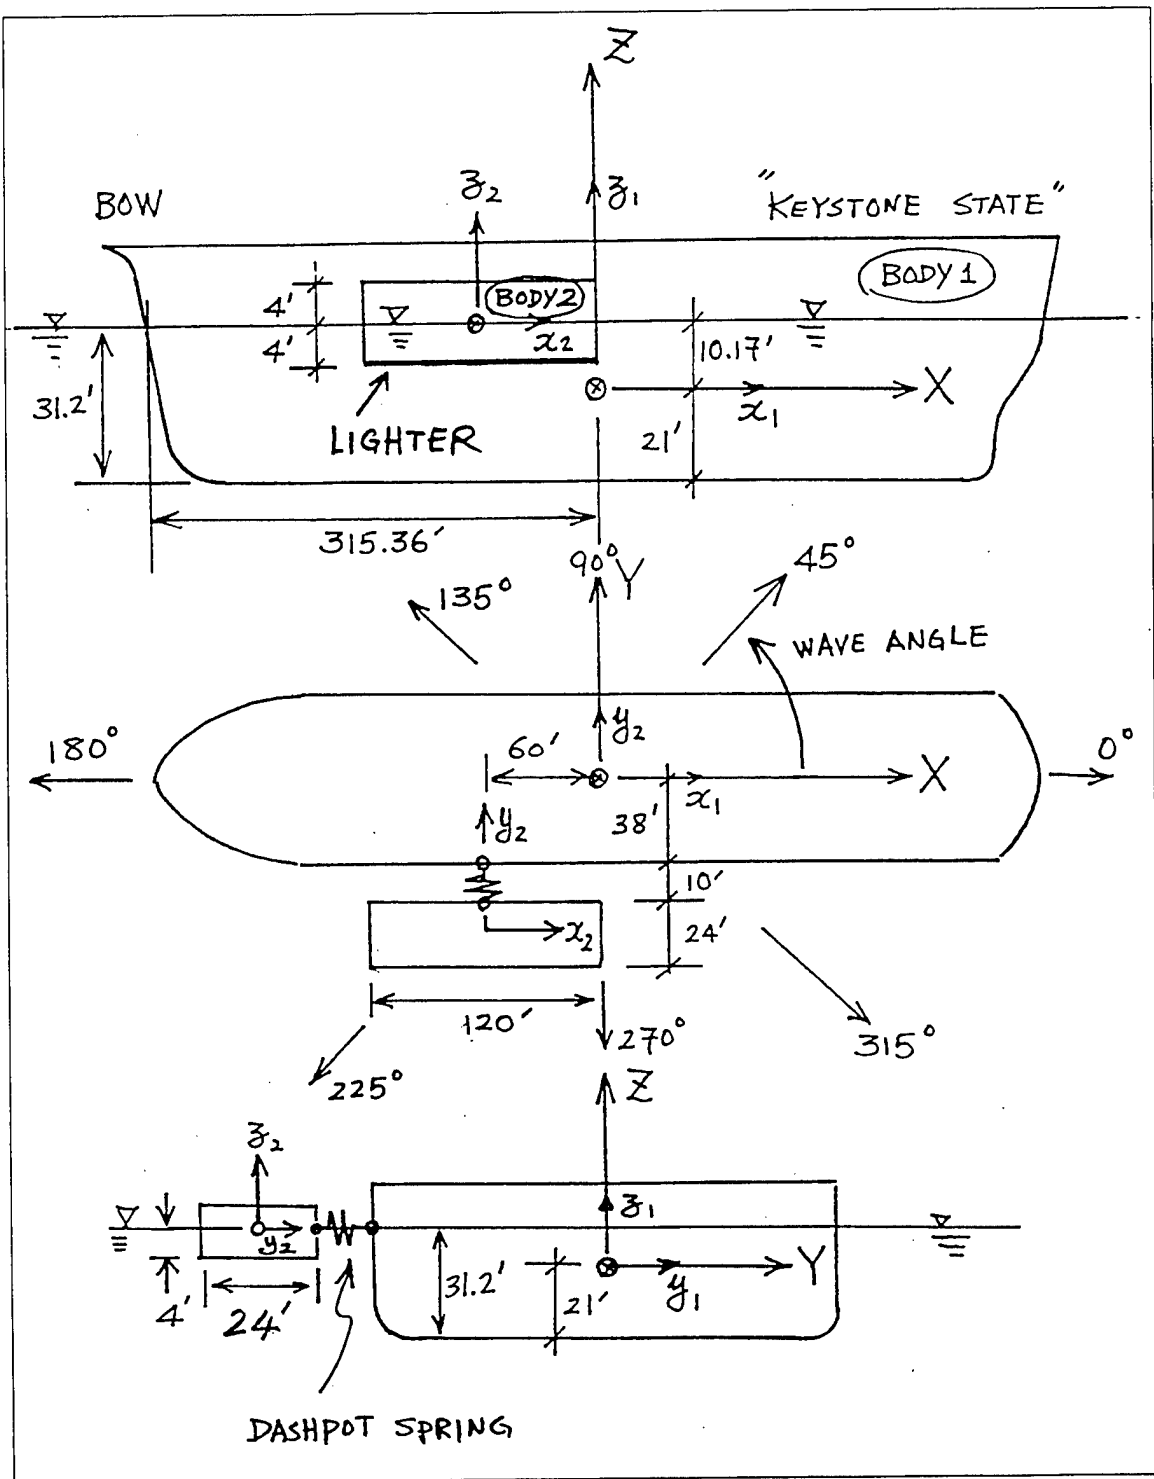 Z
BOW
z₂
z₁
"KEYSTONE STATE"
BODY 1
BODY 2
4'
4'
x₂
10.17'
31.2'
X
x₁
LIGHTER
21'
315.36'
90°
Y
45°
135°
WAVE ANGLE
y₂
180°
60'
0°
X
x₁
y₂
38'
10'
x₂
24'
120'
270°
315°
225°
Z
z₂
z₁
y₂
31.2'
Y
y₁
21'
4'
24'
DASHPOT SPRING